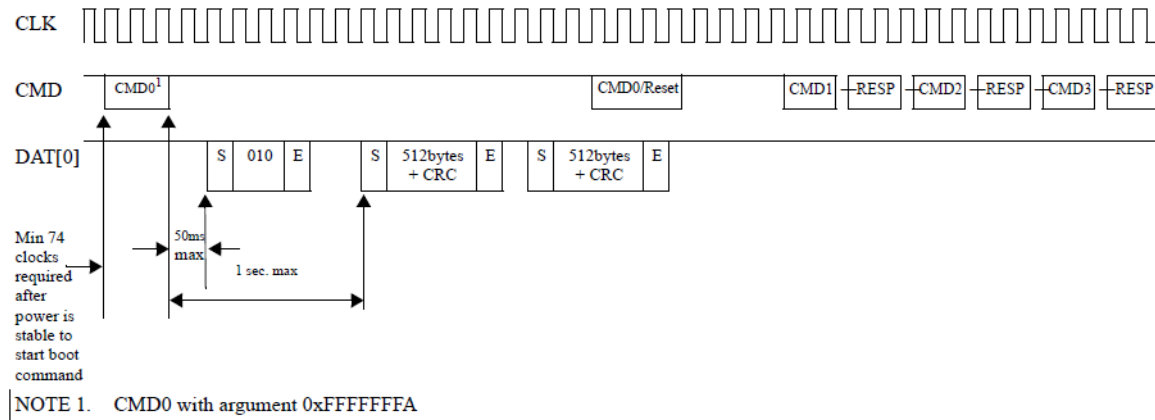 CLK
CMD
CMD0¹
CMD0/Reset
CMD1
RESP
CMD2
RESP
CMD3
RESP
DAT[0]
S
010
E
S
512bytes
+ CRC
E
S
512bytes
+ CRC
E
50ms
max
1 sec. max
Min 74
clocks
required
after
power is
stable to
start boot
command
NOTE 1. CMD0 with argument 0xFFFFFFFA